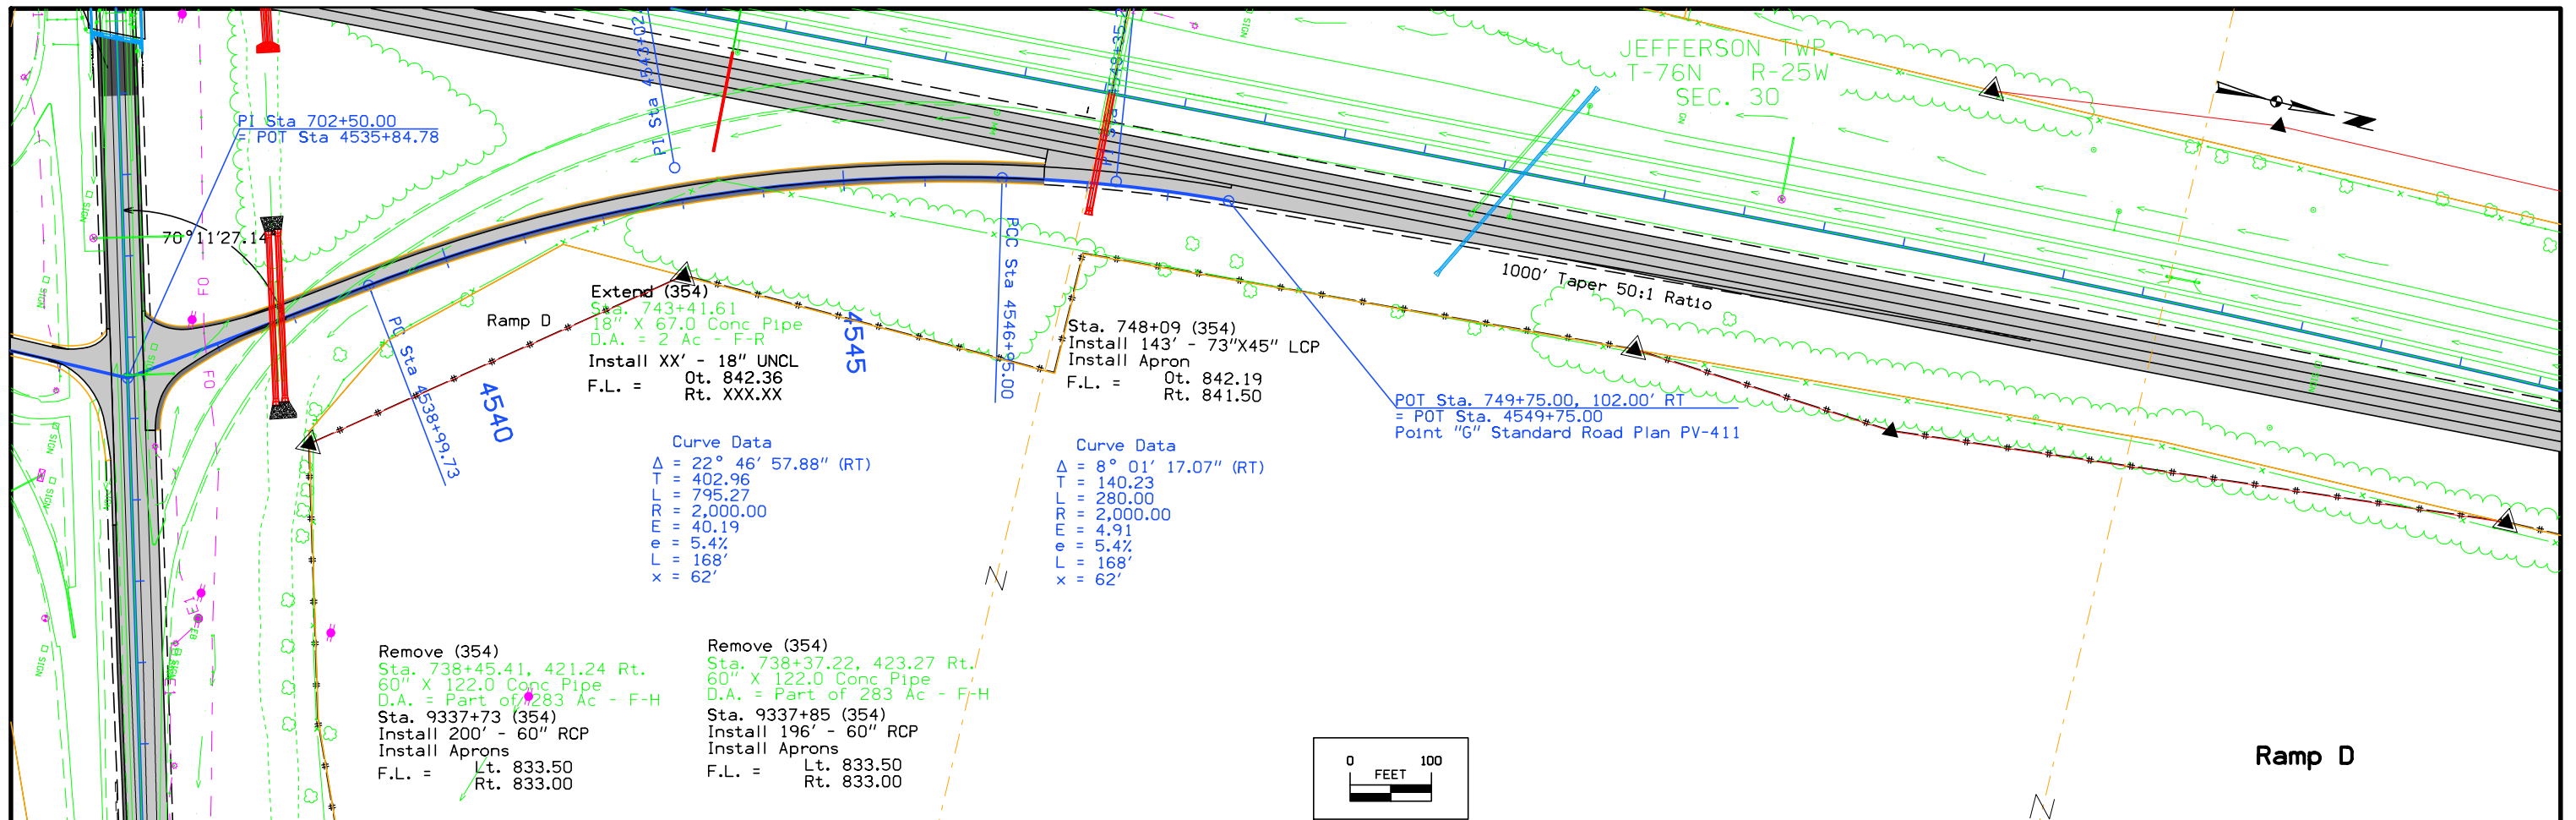 JEFFERSON TWP.
T-76N R-25W
SEC. 30
PI Sta 702+50.00
= POT Sta 4535+84.78
70°11'27.14
FO
FO
SIGN
SIGN
SIGN
SIGN
PI Sta 4543+02.
Ramp D
PC Sta 4538+99.73
4540
4545
PCC Sta 4546+95.00
Extend (354)
Sta. 743+41.61
18" X 67.0 Conc Pipe
D.A. = 2 Ac - F-R
Install XX' - 18" UNCL
F.L. = Ot. 842.36
Rt. XXX.XX
Sta. 748+09 (354)
Install 143' - 73"X45" LCP
Install Apron
F.L. = Ot. 842.19
Rt. 841.50
1000' Taper 50:1 Ratio
POT Sta. 749+75.00, 102.00' RT
= POT Sta. 4549+75.00
Point "G" Standard Road Plan PV-411
Curve Data
Δ = 22° 46' 57.88" (RT)
T = 402.96
L = 795.27
R = 2,000.00
E = 40.19
e = 5.4%
L = 168'
x = 62'
Curve Data
Δ = 8° 01' 17.07" (RT)
T = 140.23
L = 280.00
R = 2,000.00
E = 4.91
e = 5.4%
L = 168'
x = 62'
Remove (354)
Sta. 738+45.41, 421.24 Rt.
60" X 122.0 Conc Pipe
D.A. = Part of 283 Ac - F-H
Sta. 9337+73 (354)
Install 200' - 60" RCP
Install Aprons
F.L. = Lt. 833.50
Rt. 833.00
Remove (354)
Sta. 738+37.22, 423.27 Rt.
60" X 122.0 Conc Pipe
D.A. = Part of 283 Ac - F-H
Sta. 9337+85 (354)
Install 196' - 60" RCP
Install Aprons
F.L. = Lt. 833.50
Rt. 833.00
0 100
FEET
Ramp D